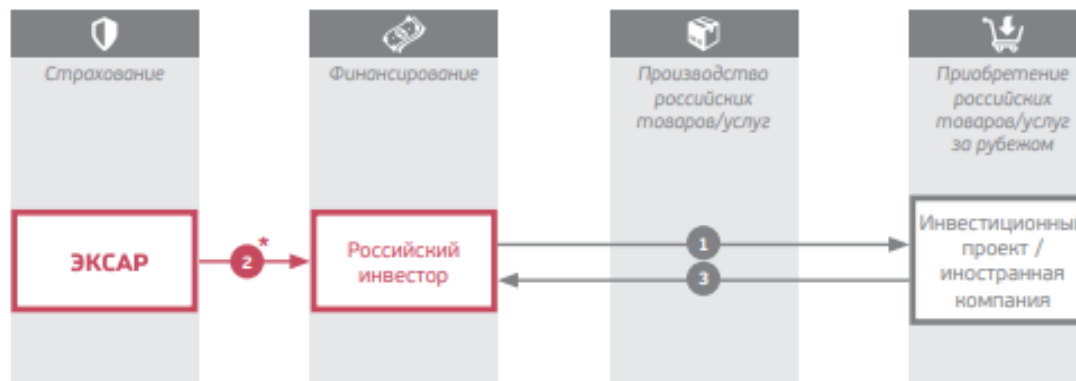 Страхование
Финансирование
Производство
российских
товаров/услуг
Приобретение
российских
товаров/услуг
за рубежом
ЭКСАР
2*
Российский
инвестор
1
3
Инвестиционный
проект /
иностранная
компания